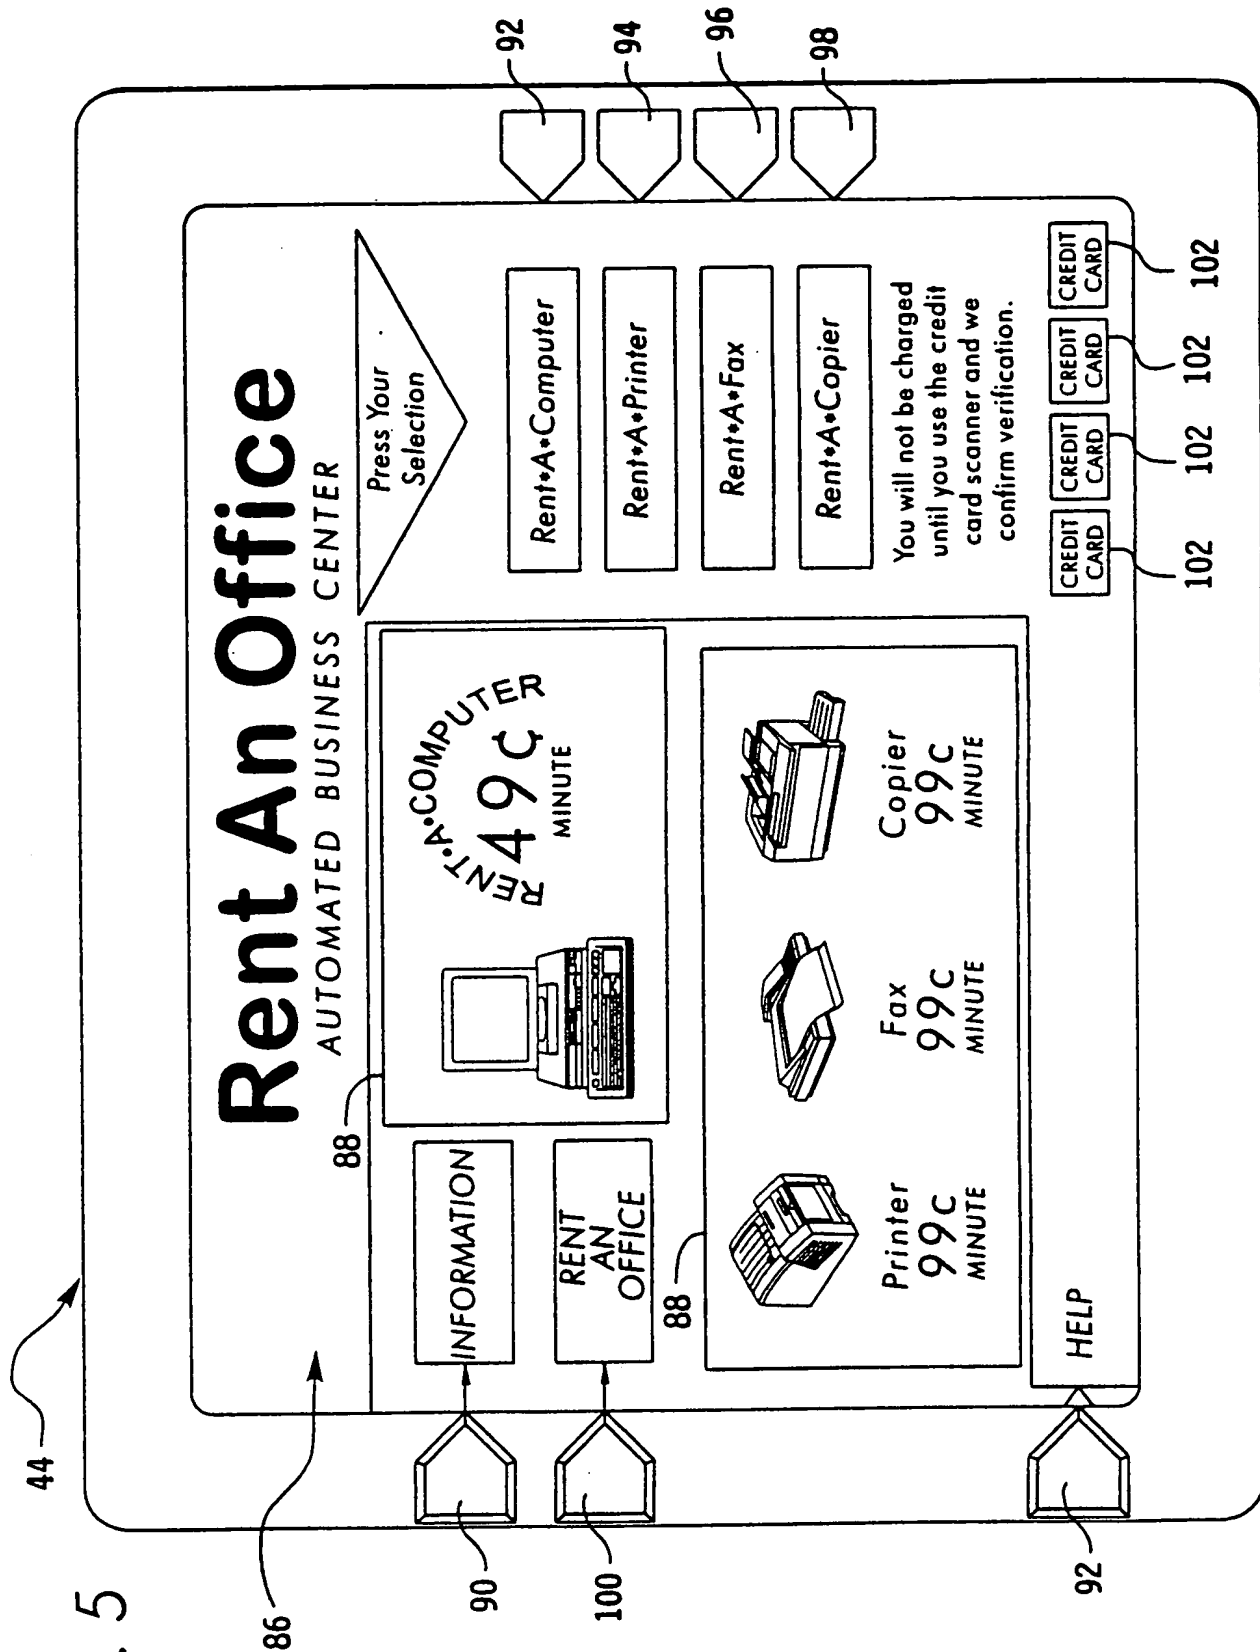 . 5
44
86
Rent An Office
AUTOMATED BUSINESS CENTER
88
INFORMATION
90
RENT
AN
OFFICE
100
RENT•A•COMPUTER
49¢
MINUTE
88
Printer
99c
MINUTE
Fax
99c
MINUTE
Copier
99c
MINUTE
HELP
92
Press Your
Selection
Rent*A*Computer
92
Rent*A*Printer
94
Rent*A*Fax
96
Rent*A*Copier
98
You will not be charged
until you use the credit
card scanner and we
confirm verification.
CREDIT
CARD
CREDIT
CARD
CREDIT
CARD
CREDIT
CARD
102
102
102
102